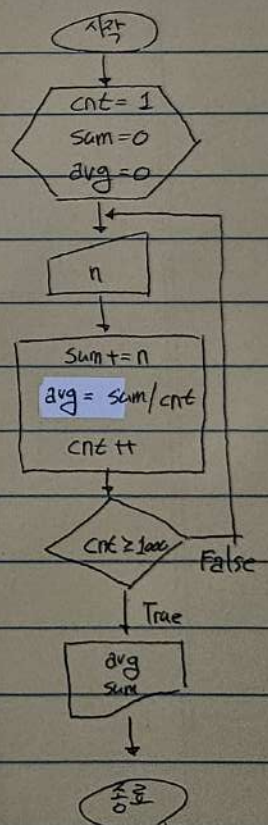 시작
cnt = 1
sum = 0
avg = 0
n
sum += n
avg = sum / cnt
cnt ++
cnt ≥ 1000
False
True
avg
sum
종료